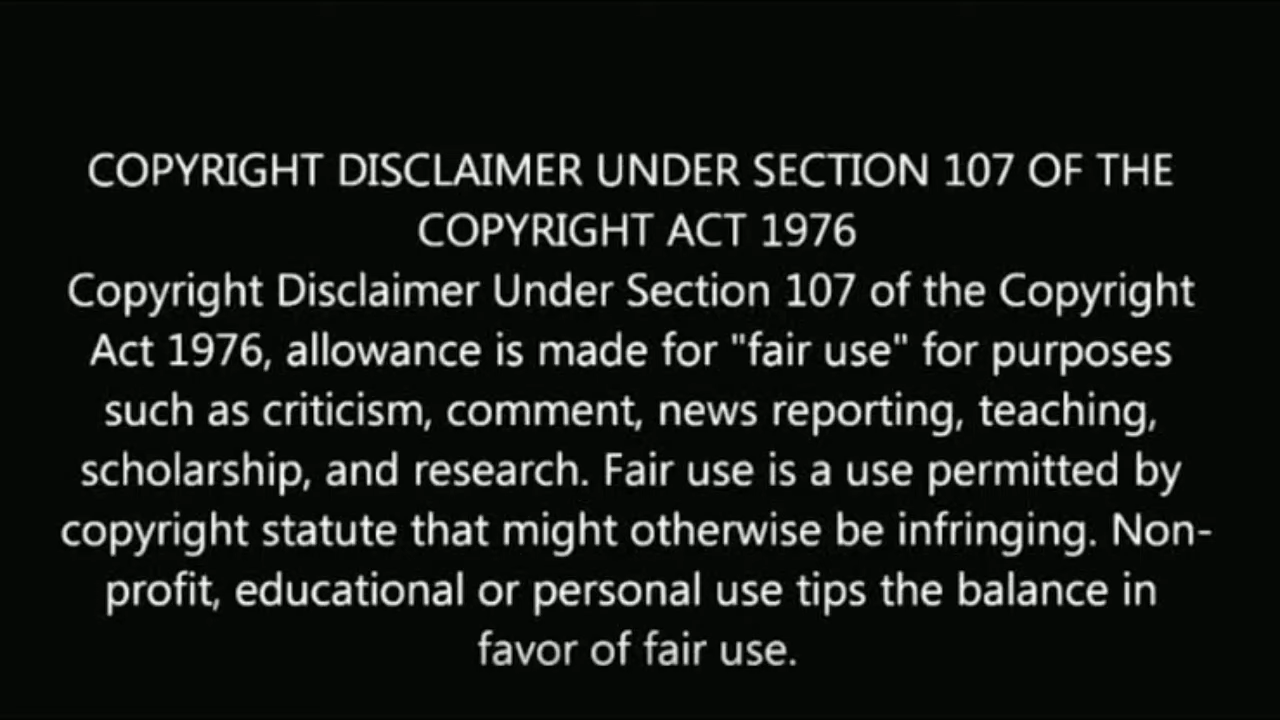 COPYRIGHT DISCLAIMER UNDER SECTION 107 OF THE
COPYRIGHT ACT 1976
Copyright Disclaimer Under Section 107 of the Copyright
Act 1976, allowance is made for "fair use" for purposes
such as criticism, comment, news reporting, teaching,
scholarship, and research. Fair use is a use permitted by
copyright statute that might otherwise be infringing. Non-
profit, educational or personal use tips the balance in
favor of fair use.